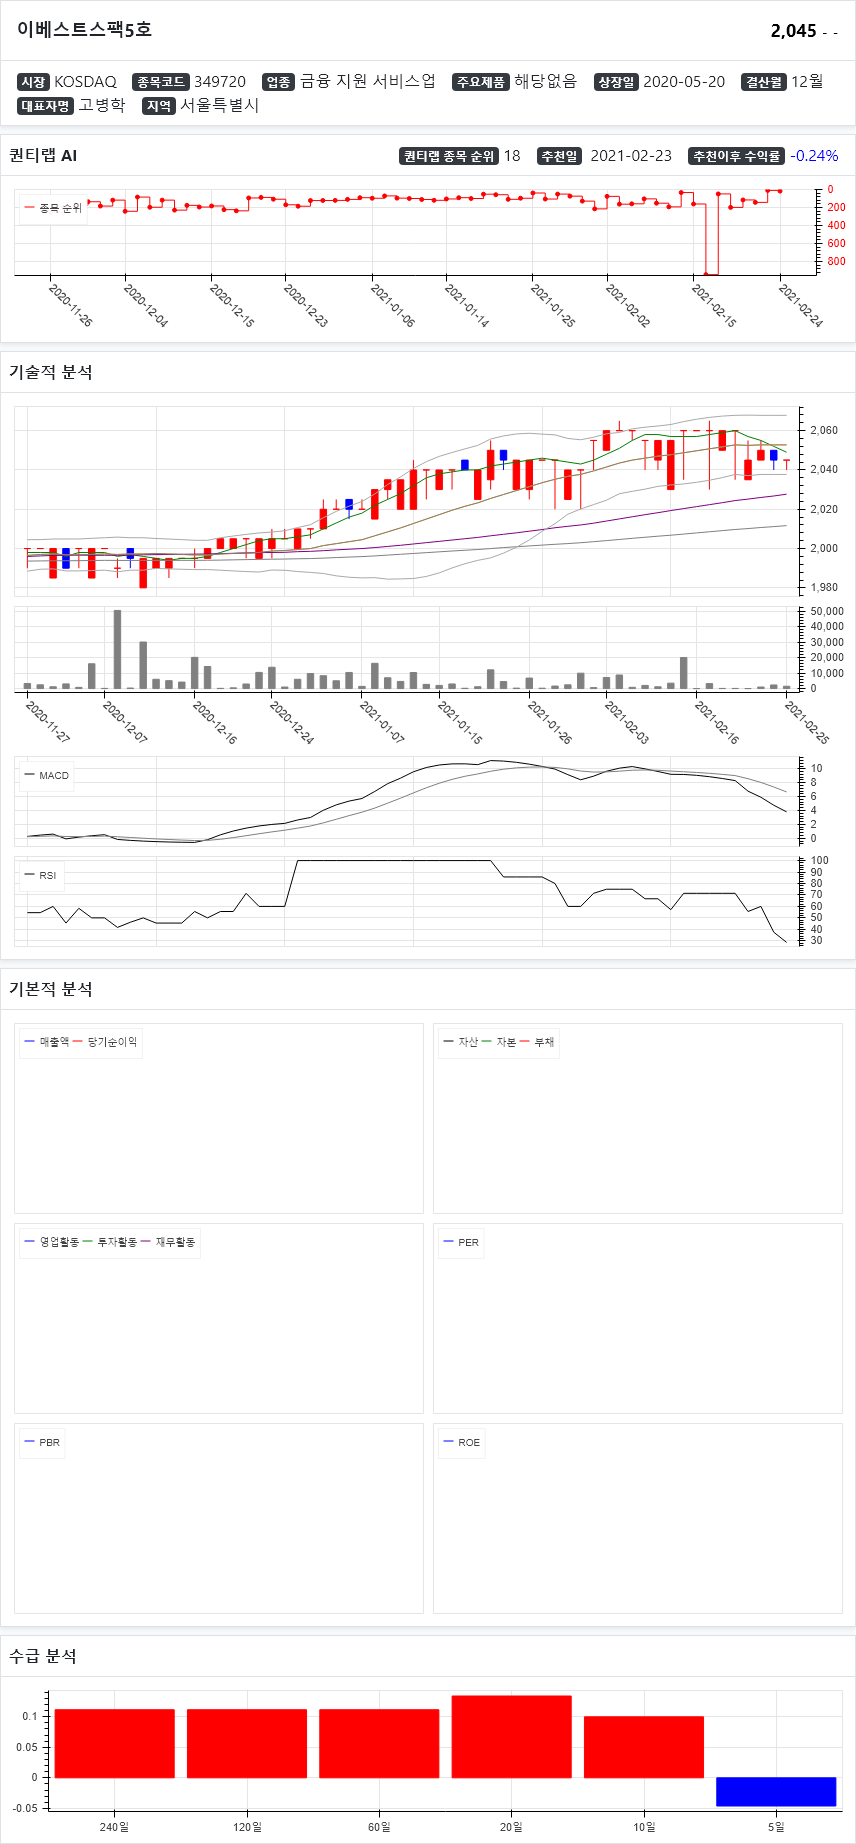 이베스트스팩5호
2,045 - -
시장 KOSDAQ 종목코드 349720 업종 금융 지원 서비스업 주요제품 해당없음 상장일 2020-05-20 결산월 12월
대표자명 고병학 지역 서울특별시
퀀티랩 AI
퀀티랩 종목 순위 18 추천일 2021-02-23 추천이후 수익률 -0.24%
종목 순위
0
200
400
600
800
2020-11-26
2020-12-04
2020-12-15
2020-12-23
2021-01-06
2021-01-14
2021-01-25
2021-02-02
2021-02-15
2021-02-24
기술적 분석
2,060
2,040
2,020
2,000
1,980
50,000
40,000
30,000
20,000
10,000
0
2020-11-27
2020-12-07
2020-12-16
2020-12-24
2021-01-07
2021-01-15
2021-01-26
2021-02-03
2021-02-16
2021-02-25
MACD
10
8
6
4
2
0
RSI
100
90
80
70
60
50
40
30
기본적 분석
매출액 당기순이익
자산 자본 부채
영업활동 투자활동 재무활동
PER
PBR
ROE
수급 분석
0.1
0.05
0
-0.05
240일
120일
60일
20일
10일
5일